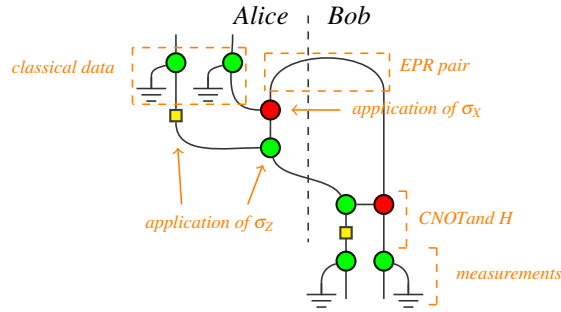 Alice Bob
classical data
EPR pair
application of σX
application of σZ
CNOTand H
measurements